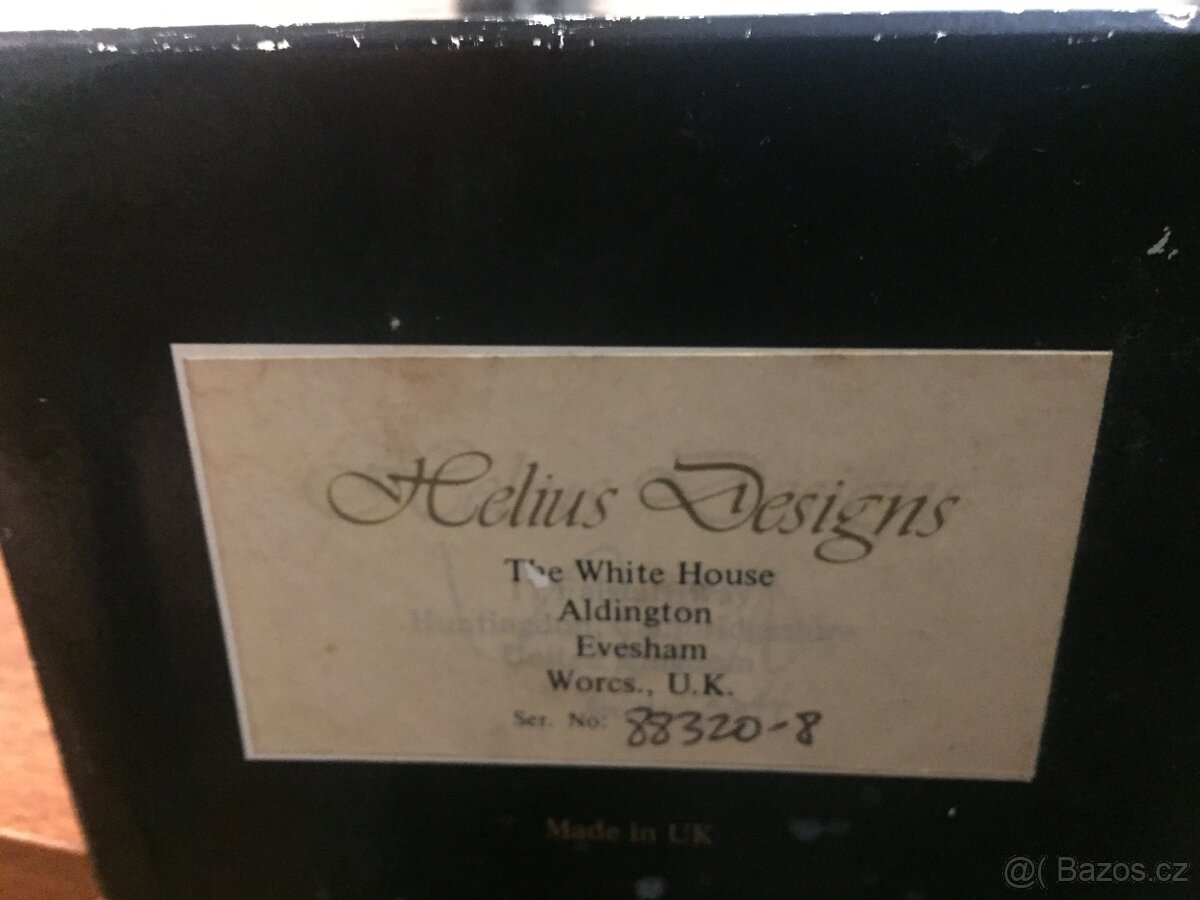 Helius Designs
The White House
Aldington
Evesham
Worcs., U.K.
Ser. No: 88320-8
Made in UK
@( Bazos.cz